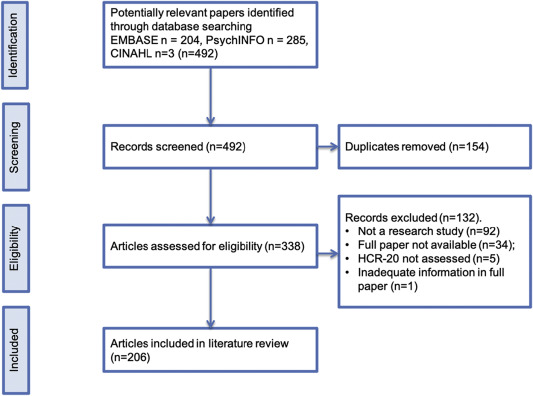 Identification
Potentially relevant papers identified
through database searching
EMBASE n = 204, PsychINFO n = 285,
CINAHL n=3 (n=492)
Screening
Records screened (n=492)
Duplicates removed (n=154)
Eligibility
Articles assessed for eligibility (n=338)
Records excluded (n=132).
• Not a research study (n=92)
• Full paper not available (n=34);
• HCR-20 not assessed (n=5)
• Inadequate information in full
paper (n=1)
Included
Articles included in literature review
(n=206)